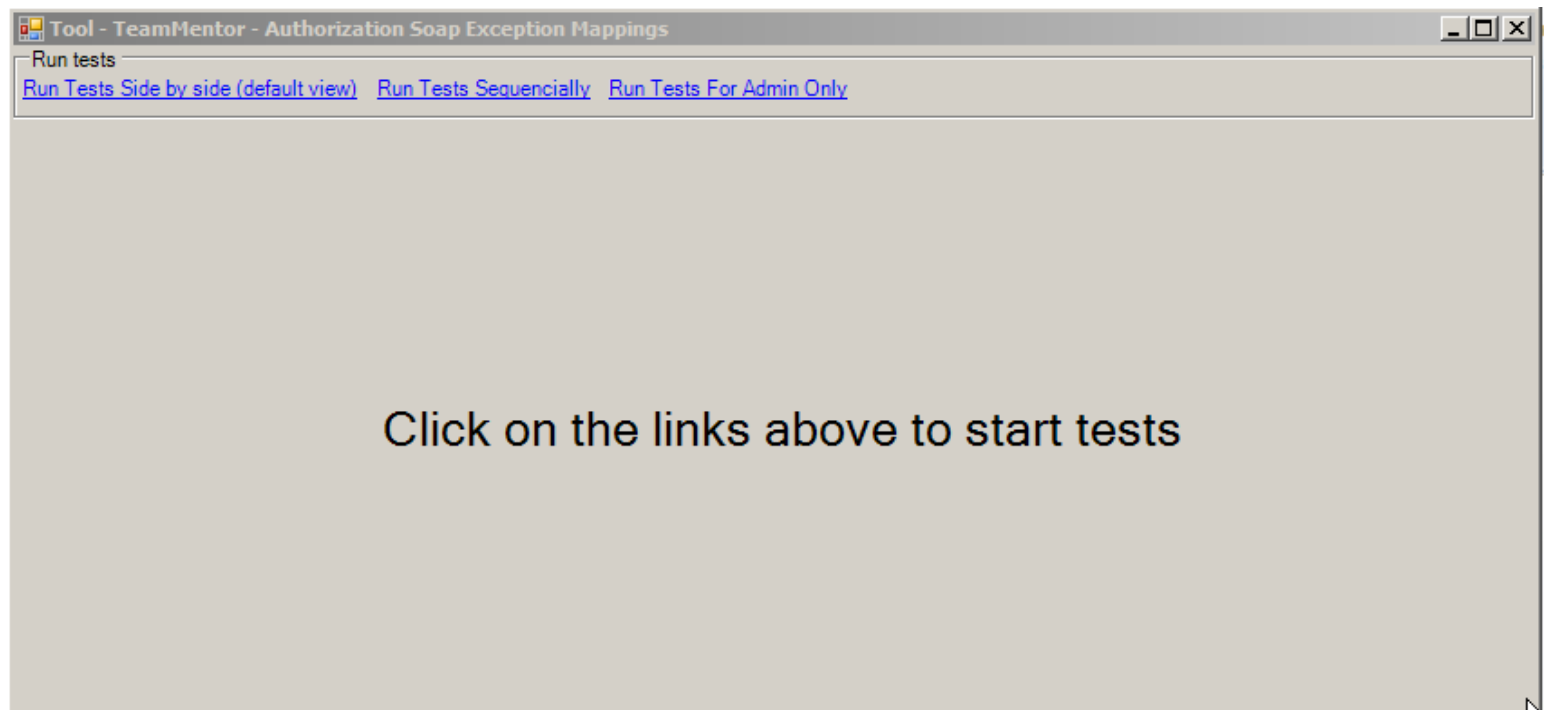 Tool - TeamMentor - Authorization Soap Exception Mappings
Run tests
Run Tests Side by side (default view) Run Tests Sequencially Run Tests For Admin Only
Click on the links above to start tests